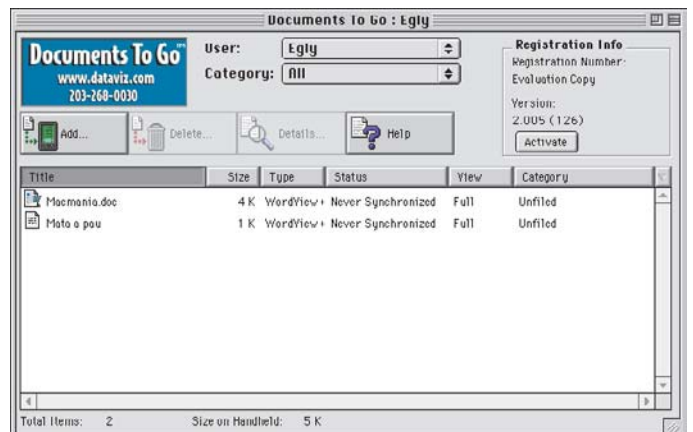 Documents To Go : Egly
Documents To Go™
www.dataviz.com
203-268-0030
User: Egly
Category: All
Registration Info
Registration Number:
Evaluation Copy
Version:
2.005 (126)
Activate
Add... Delete... Details... Help
Title Size Type Status View Category
Macmania.doc 4 K WordView+ Never Synchronized Full Unfiled
Mato a pau 1 K WordView+ Never Synchronized Full Unfiled
Total Items: 2 Size on Handheld: 5 K